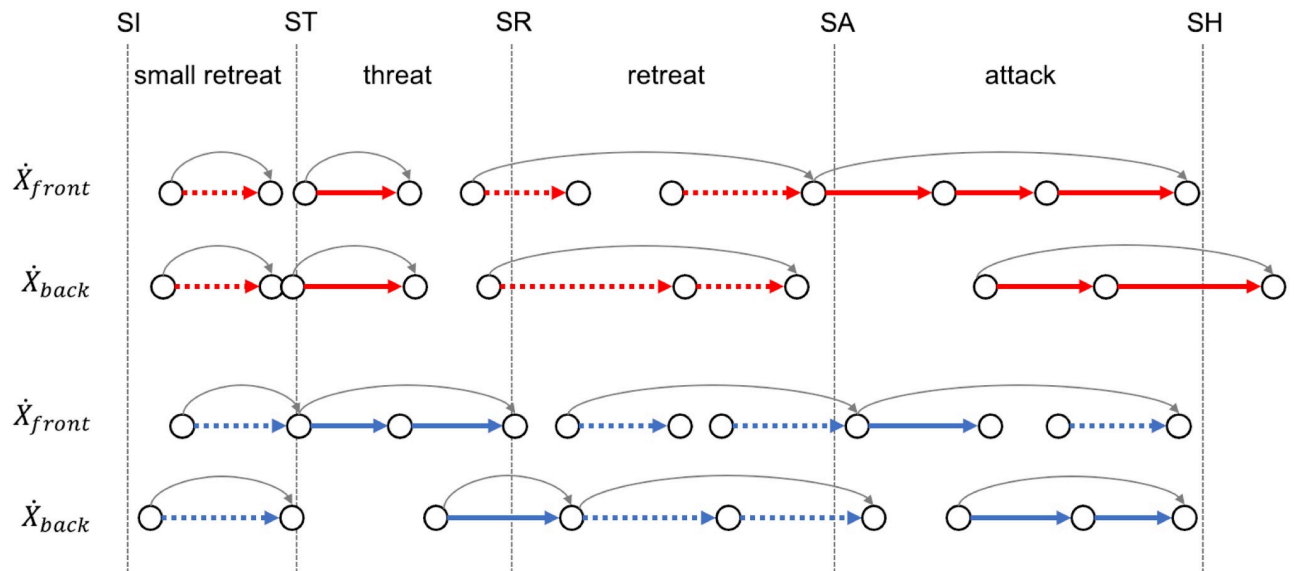 SI ST SR SA SH
small retreat threat retreat attack
Ẋfront
Ẋback
Ẋfront
Ẋback